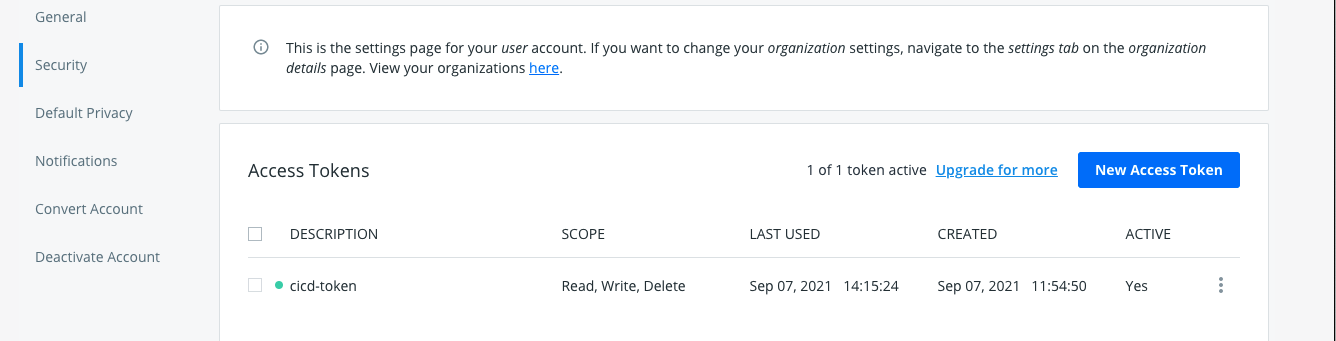 General
Security
Default Privacy
Notifications
Convert Account
Deactivate Account
This is the settings page for your user account. If you want to change your organization settings, navigate to the settings tab on the organization
details page. View your organizations here.
Access Tokens
1 of 1 token active Upgrade for more New Access Token
DESCRIPTION SCOPE LAST USED CREATED ACTIVE
cicd-token Read, Write, Delete Sep 07, 2021 14:15:24 Sep 07, 2021 11:54:50 Yes